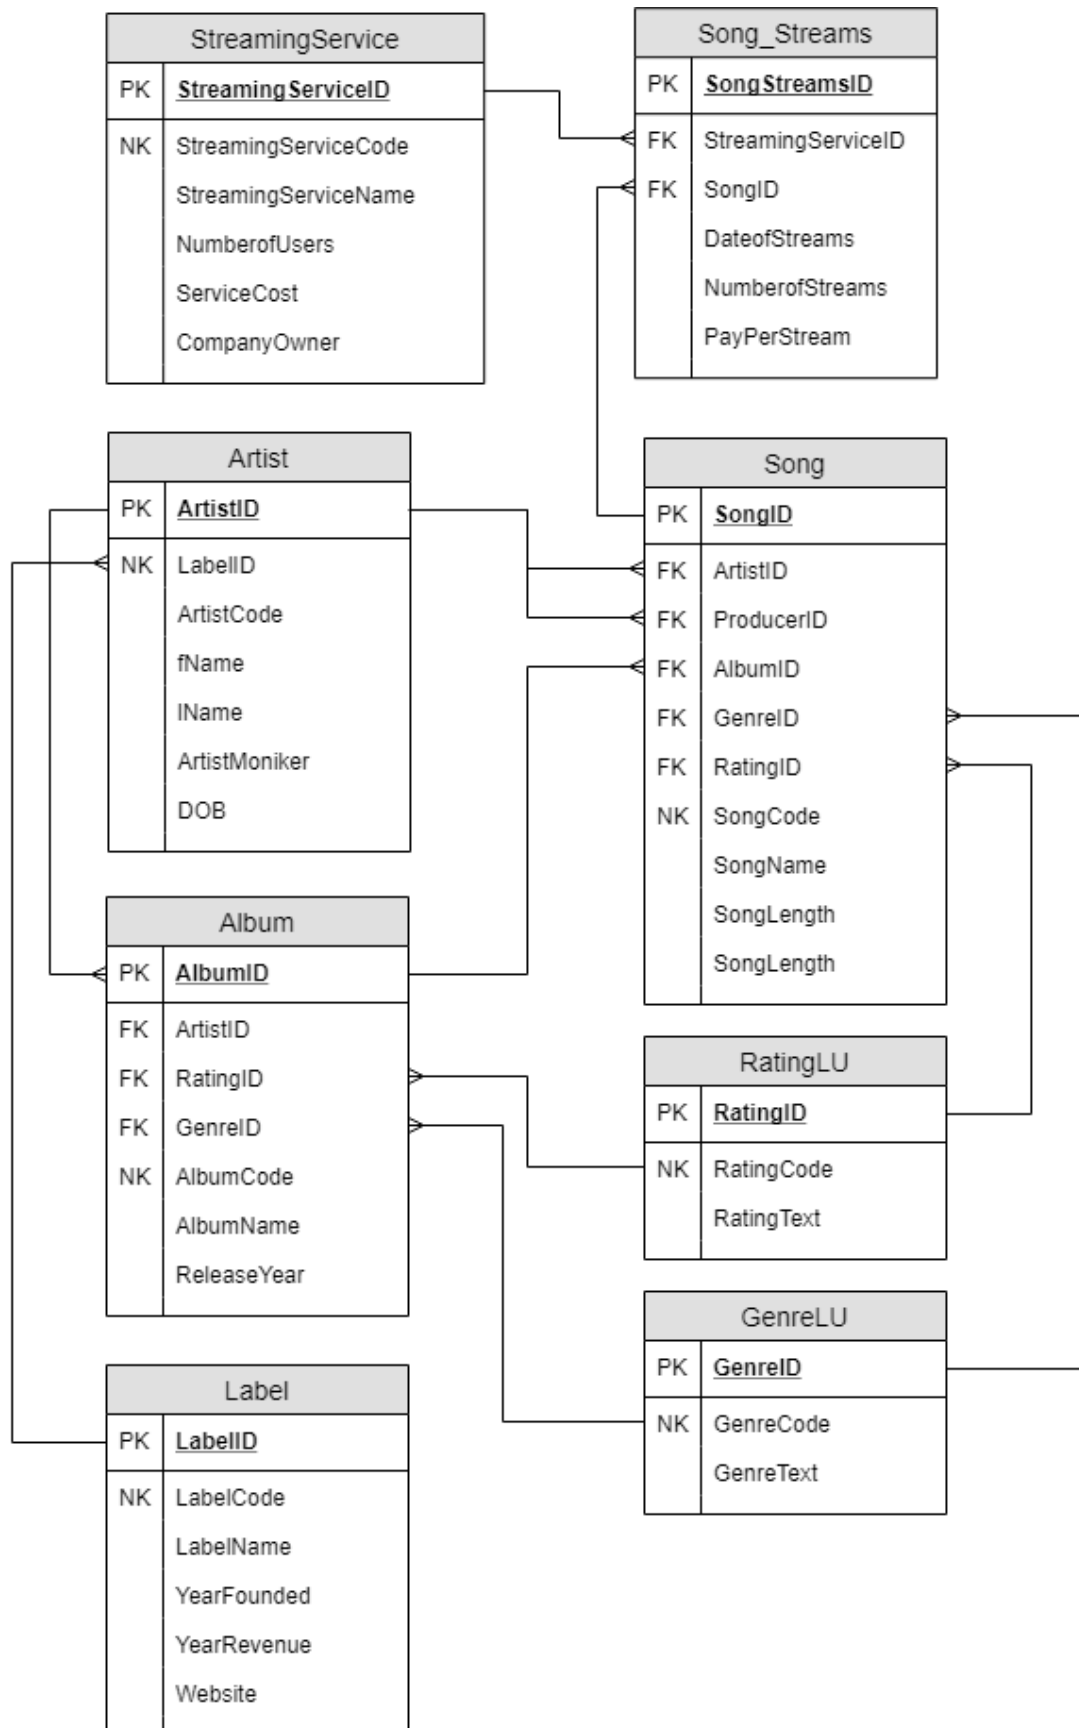 StreamingService
PK StreamingServiceID
NK StreamingServiceCode
StreamingServiceName
NumberofUsers
ServiceCost
CompanyOwner
Song_Streams
PK SongStreamsID
FK StreamingServiceID
FK SongID
DateofStreams
NumberofStreams
PayPerStream
Artist
PK ArtistID
NK LabelID
ArtistCode
fName
lName
ArtistMoniker
DOB
Song
PK SongID
FK ArtistID
FK ProducerID
FK AlbumID
FK GenreID
FK RatingID
NK SongCode
SongName
SongLength
SongLength
Album
PK AlbumID
FK ArtistID
FK RatingID
FK GenreID
NK AlbumCode
AlbumName
ReleaseYear
RatingLU
PK RatingID
NK RatingCode
RatingText
GenreLU
PK GenreID
NK GenreCode
GenreText
Label
PK LabelID
NK LabelCode
LabelName
YearFounded
YearRevenue
Website